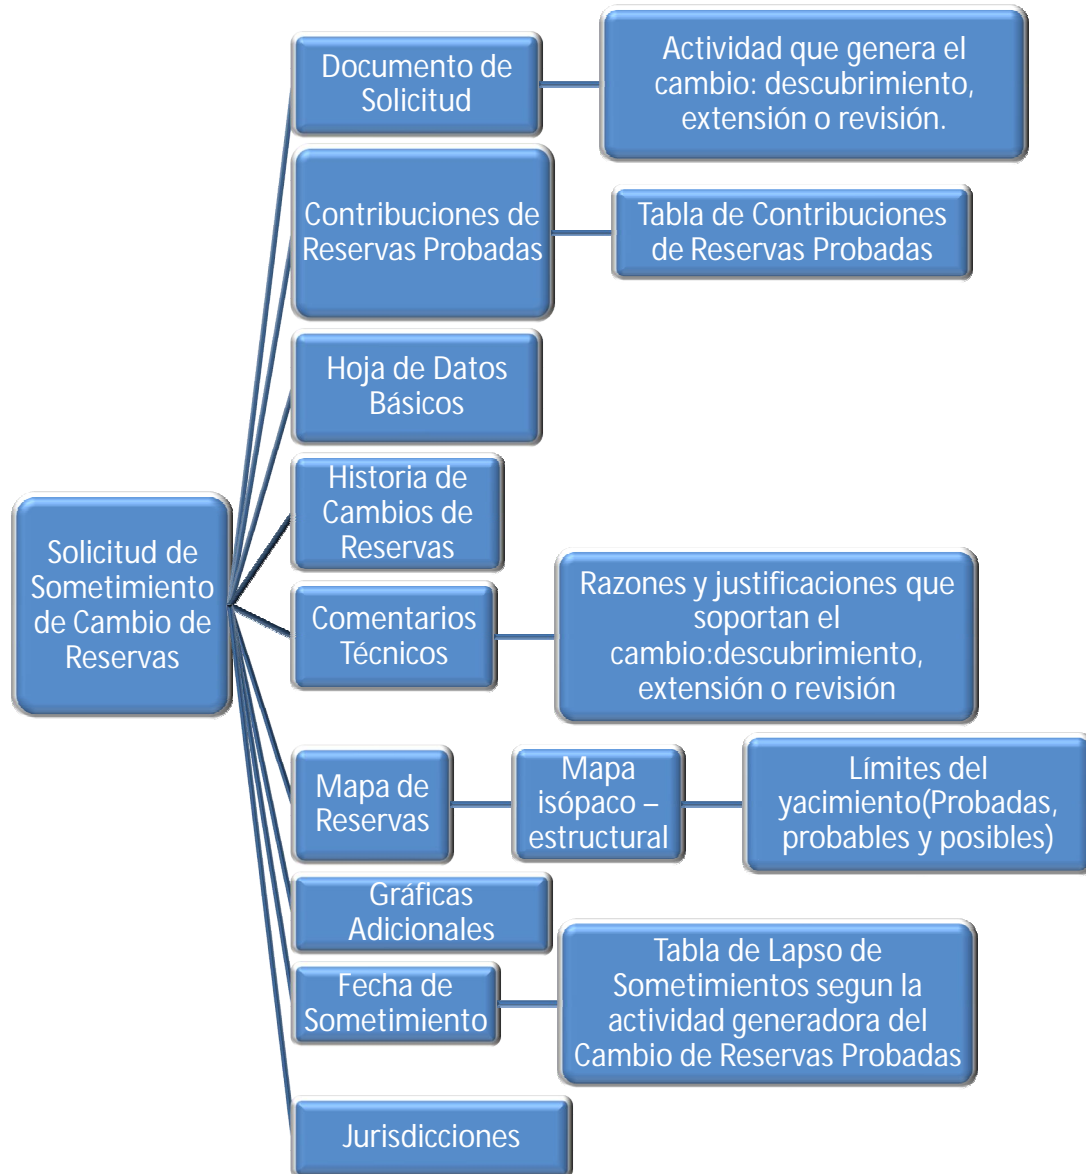 Documento de
Solicitud
Actividad que genera el
cambio: descubrimiento,
extensión o revisión.
Contribuciones de
Reservas Probadas
Tabla de Contribuciones
de Reservas Probadas
Hoja de Datos
Básicos
Historia de
Cambios de
Reservas
Solicitud de
Sometimiento
de Cambio de
Reservas
Comentarios
Técnicos
Razones y justificaciones que
soportan el
cambio:descubrimiento,
extensión o revisión
Mapa de
Reservas
Mapa
isópaco –
estructural
Límites del
yacimiento(Probadas,
probables y posibles)
Gráficas
Adicionales
Fecha de
Sometimiento
Tabla de Lapso de
Sometimientos segun la
actividad generadora del
Cambio de Reservas Probadas
Jurisdicciones